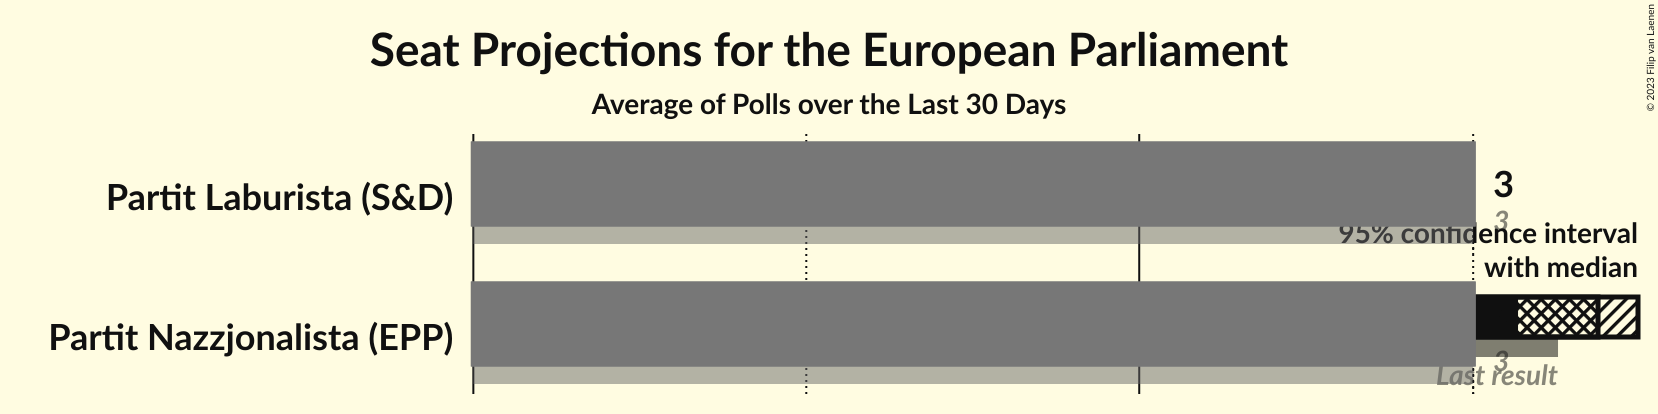 Seat Projections for the European Parliament
Average of Polls over the Last 30 Days
Partit Laburista (S&D)
3
3
95% confidence interval
with median
Partit Nazzjonalista (EPP)
3
Last result
© 2023 Filip van Laenen